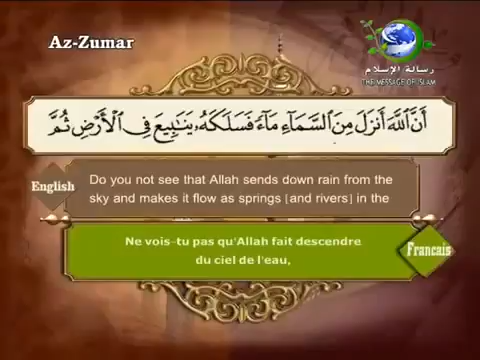 Az-Zumar
رسالة الإسلام
THE MESSAGE OF ISLAM
أَنَّ ٱللَّهَ أَنزَلَ مِنَ ٱلسَّمَآءِ مَآءً فَسَلَكَهُۥ يَنَٰبِيعَ فِى ٱلْأَرْضِ ثُمَّ
English
Do you not see that Allah sends down rain from the
sky and makes it flow as springs [and rivers] in the
Ne vois-tu pas qu'Allah fait descendre
du ciel de l'eau,
Francais